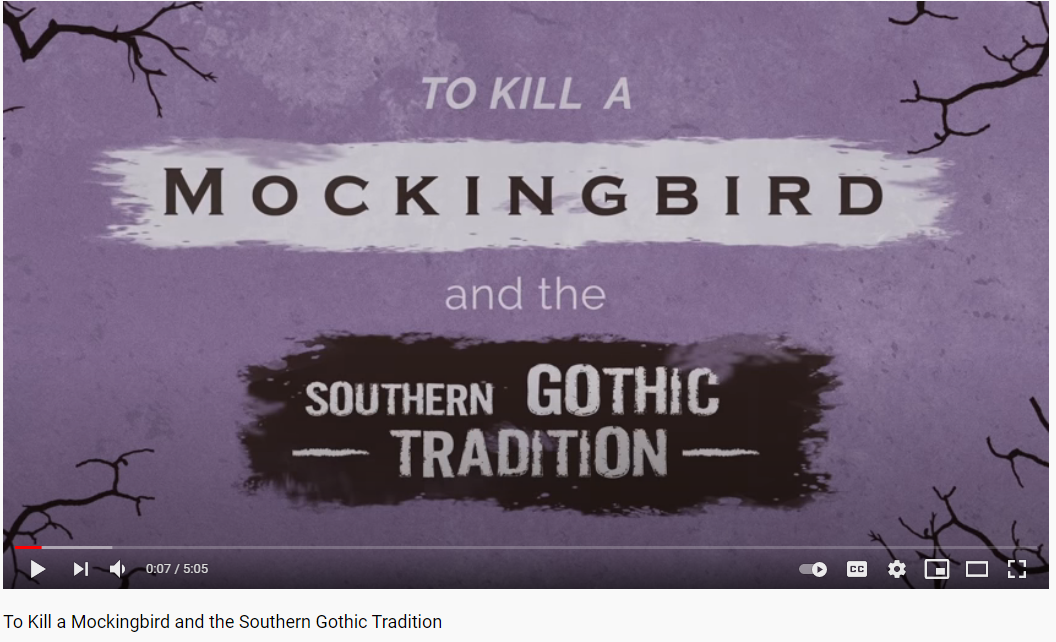 TO KILL A
MOCKINGBIRD
and the
SOUTHERN GOTHIC
TRADITION
0:07 / 5:05
CC
To Kill a Mockingbird and the Southern Gothic Tradition